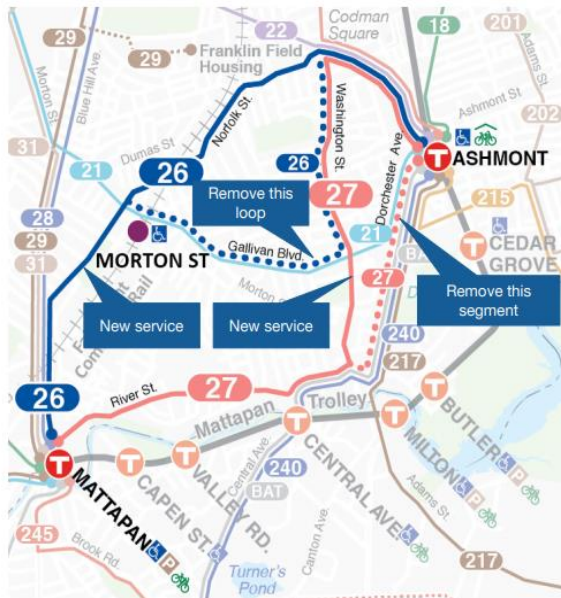 Codman
Square
18
201
Adams St.
29
22
29
Franklin Field
Housing
Morton St.
Blue Hill Ave.
Ashmont St.
202
Norfolk St.
Washington St.
Dorchester Ave.
Dumas St
31
21
26
26
ASHMONT
Remove this
loop
27
215
28
29
31
MORTON ST
Gallivan Blvd.
21
CEDAR
GROVE
BAT
New service
New service
27
Remove this
segment
240
217
26
River St.
27
Mattapan
Trolley
BUTLER
MILTON
CENTRAL AVE.
VALLEY RD.
CAPEN ST.
MATTAPAN
Central Ave.
240
BAT
Adams St.
217
245
Brook Rd.
Canton Ave.
Turner's
Pond